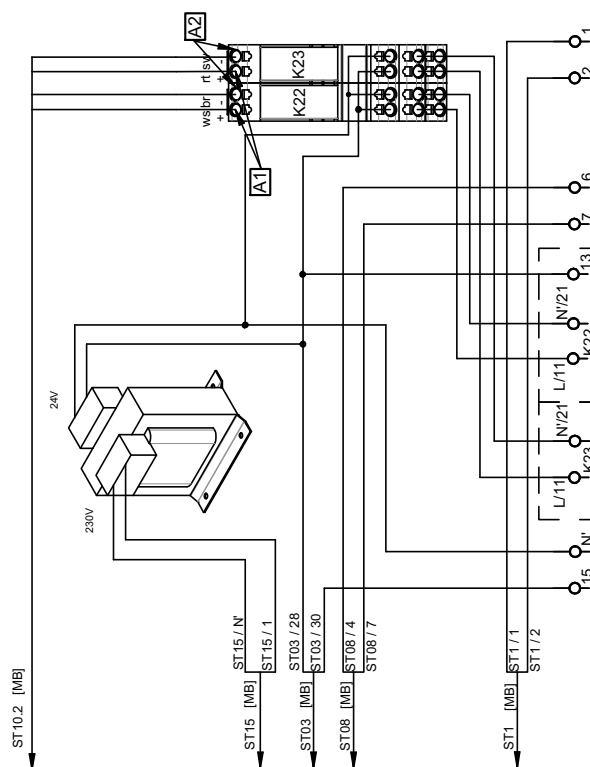 A2
sw
-
rt
+
br
-
ws
+
K23
K22
A1
1
2
6
7
13
N'/21
K22
L/11
N'/21
K23
L/11
N'
15
24V
230V
ST15 / N'
ST15 / 1
ST03 / 28
ST03 / 30
ST08 / 4
ST08 / 7
ST1 / 1
ST1 / 2
ST10.2 [MB]
ST15 [MB]
ST03 [MB]
ST08 [MB]
ST1 [MB]